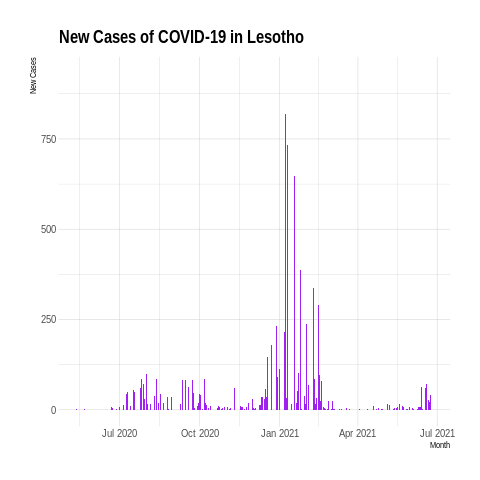 New Cases of COVID-19 in Lesotho
New Cases
750
500
250
0
Jul 2020
Oct 2020
Jan 2021
Apr 2021
Jul 2021
Month